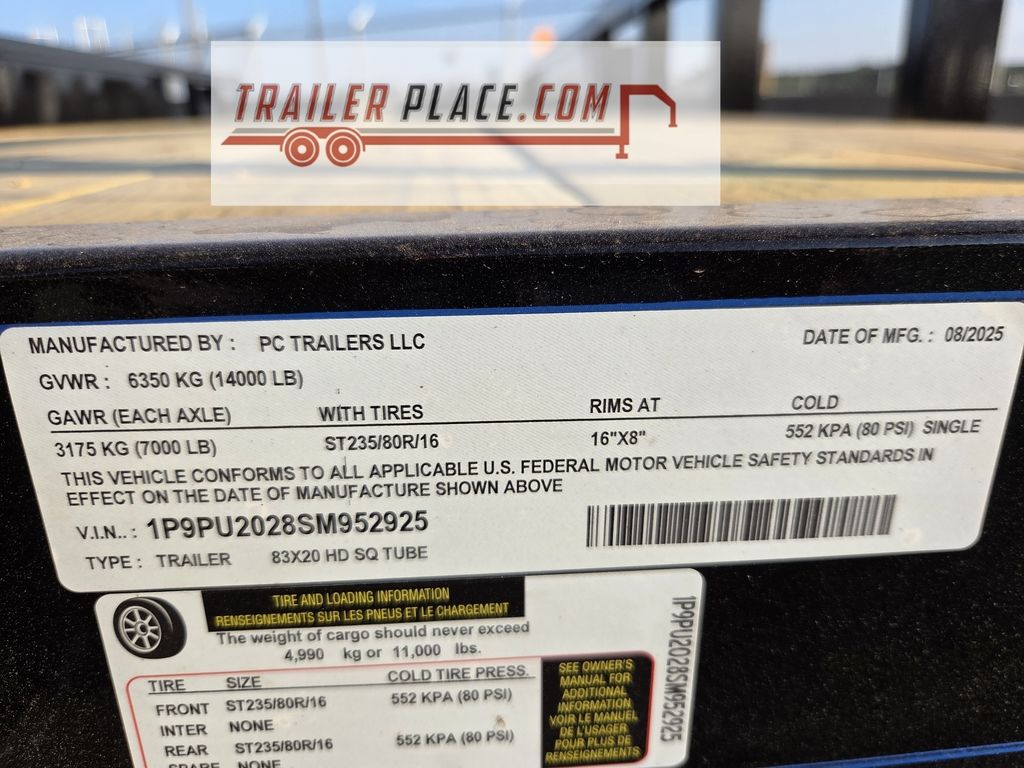 TRAILER PLACE.COM
MANUFACTURED BY : PC TRAILERS LLC DATE OF MFG. : 08/2025
GVWR : 6350 KG (14000 LB)
GAWR (EACH AXLE) WITH TIRES RIMS AT COLD
3175 KG (7000 LB) ST235/80R/16 16"X8" 552 KPA (80 PSI) SINGLE
THIS VEHICLE CONFORMS TO ALL APPLICABLE U.S. FEDERAL MOTOR VEHICLE SAFETY STANDARDS IN
EFFECT ON THE DATE OF MANUFACTURE SHOWN ABOVE
V.I.N.. : 1P9PU2028SM952925
TYPE : TRAILER 83X20 HD SQ TUBE
TIRE AND LOADING INFORMATION
RENSEIGNEMENTS SUR LES PNEUS ET LE CHARGEMENT
The weight of cargo should never exceed
4,990 kg or 11,000 lbs.
TIRE SIZE COLD TIRE PRESS.
FRONT ST235/80R/16 552 KPA (80 PSI)
INTER NONE
REAR ST235/80R/16 552 KPA (80 PSI)
SPARE NONE
SEE OWNER'S
MANUAL FOR
ADDITIONAL
INFORMATION
VOIR LE MANUEL
DE L'USAGER
POUR PLUS DE
RENSEIGNEMENTS
1P9PU2028SM952925